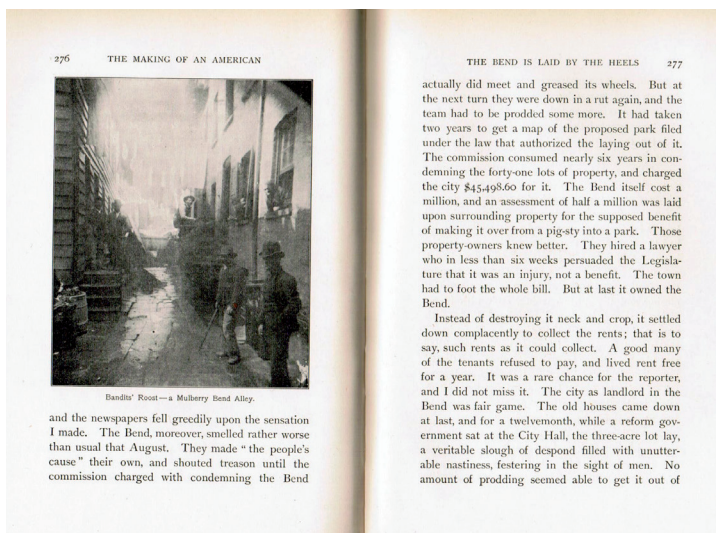 276 THE MAKING OF AN AMERICAN
Bandits' Roost—a Mulberry Bend Alley.
and the newspapers fell greedily upon the sensation
I made. The Bend, moreover, smelled rather worse
than usual that August. They made “ the people's
cause ” their own, and shouted treason until the
commission charged with condemning the Bend
THE BEND IS LAID BY THE HEELS 277
actually did meet and greased its wheels. But at
the next turn they were down in a rut again, and the
team had to be prodded some more. It had taken
two years to get a map of the proposed park filed
under the law that authorized the laying out of it.
The commission consumed nearly six years in con-
demning the forty-one lots of property, and charged
the city $45,498.60 for it. The Bend itself cost a
million, and an assessment of half a million was laid
upon surrounding property for the supposed benefit
of making it over from a pig-sty into a park. Those
property-owners knew better. They hired a lawyer
who in less than six weeks persuaded the Legisla-
ture that it was an injury, not a benefit. The town
had to foot the whole bill. But at last it owned the
Bend.
Instead of destroying it neck and crop, it settled
down complacently to collect the rents; that is to
say, such rents as it could collect. A good many
of the tenants refused to pay, and lived rent free
for a year. It was a rare chance for the reporter,
and I did not miss it. The city as landlord in the
Bend was fair game. The old houses came down
at last, and for a twelvemonth, while a reform gov-
ernment sat at the City Hall, the three-acre lot lay,
a veritable slough of despond filled with unutter-
able nastiness, festering in the sight of men. No
amount of prodding seemed able to get it out of